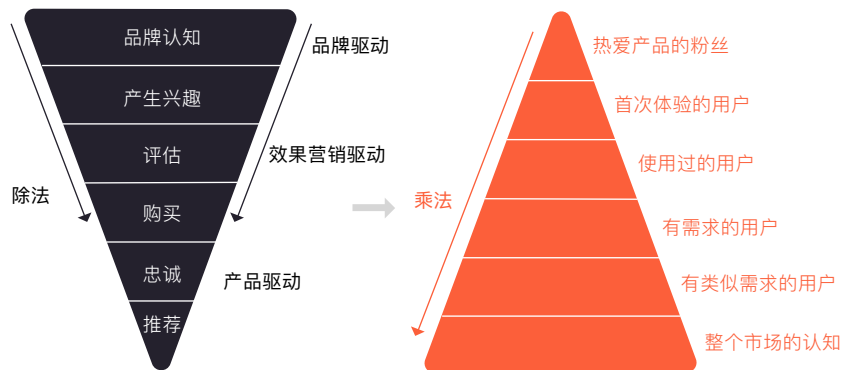 品牌认知
产生兴趣
评估
购买
忠诚
推荐
除法
品牌驱动
效果营销驱动
产品驱动
乘法
热爱产品的粉丝
首次体验的用户
使用过的用户
有需求的用户
有类似需求的用户
整个市场的认知